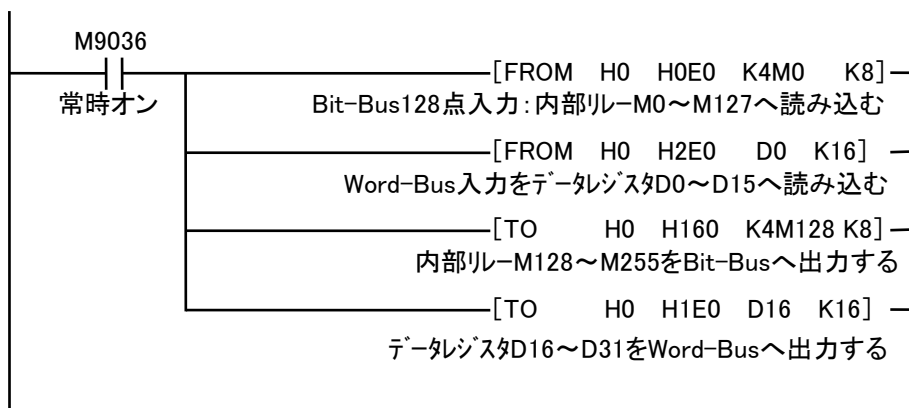 M9036
常時オン
[FROM H0 H0E0 K4M0 K8]
Bit-Bus128点入力:内部リレーM0～M127へ読み込む
[FROM H0 H2E0 D0 K16]
Word-Bus入力をﾃﾞｰﾀﾚｼﾞｽﾀD0～D15へ読み込む
[TO H0 H160 K4M128 K8]
内部ﾘﾚｰM128～M255をBit-Busへ出力する
[TO H0 H1E0 D16 K16]
ﾃﾞｰﾀﾚｼﾞｽﾀD16～D31をWord-Busへ出力する